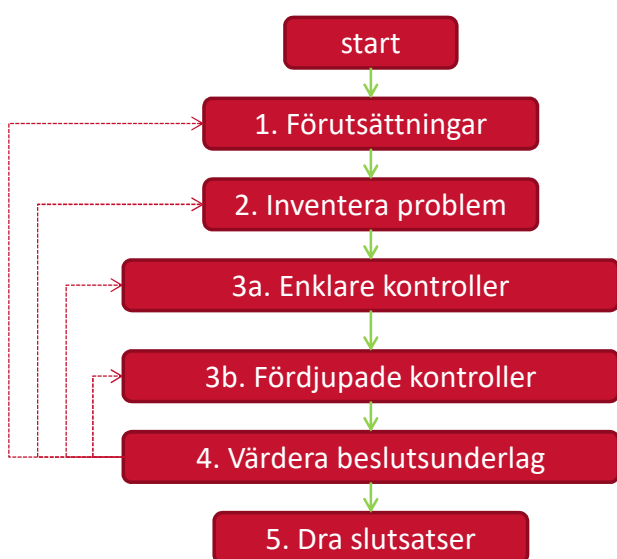 start
1. Förutsättningar
2. Inventera problem
3a. Enklare kontroller
3b. Fördjupade kontroller
4. Värdera beslutsunderlag
5. Dra slutsatser